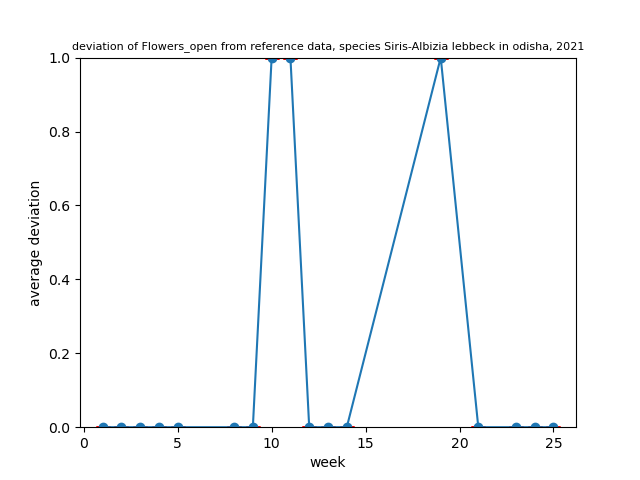 deviation of Flowers_open from reference data, species Siris-Albizia lebbeck in odisha, 2021
1.0
0.8
0.6
0.4
0.2
0.0
average deviation
0 5 10 15 20 25
week